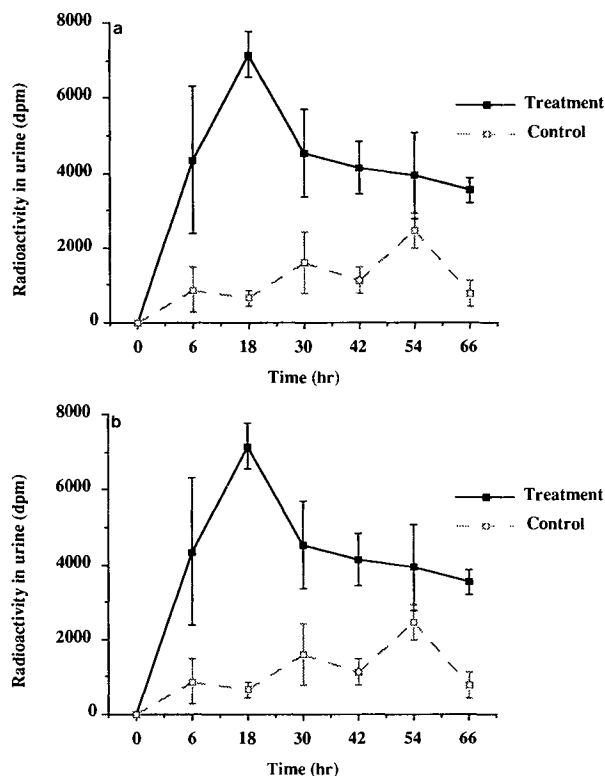 a
8000
6000
4000
2000
0
Radioactivity in urine (dpm)
Treatment
Control
0 6 18 30 42 54 66
Time (hr)
b
8000
6000
4000
2000
0
Radioactivity in urine (dpm)
Treatment
Control
0 6 18 30 42 54 66
Time (hr)